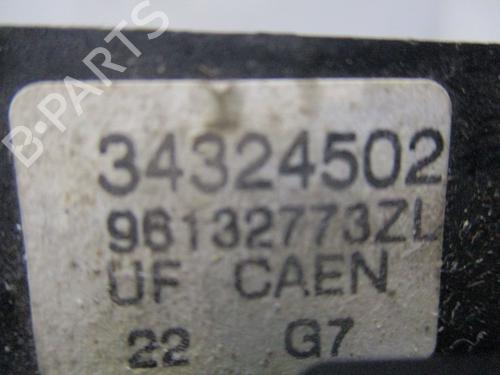 B-PARTS
34324502
96132773ZL
UF CAEN
22 G7